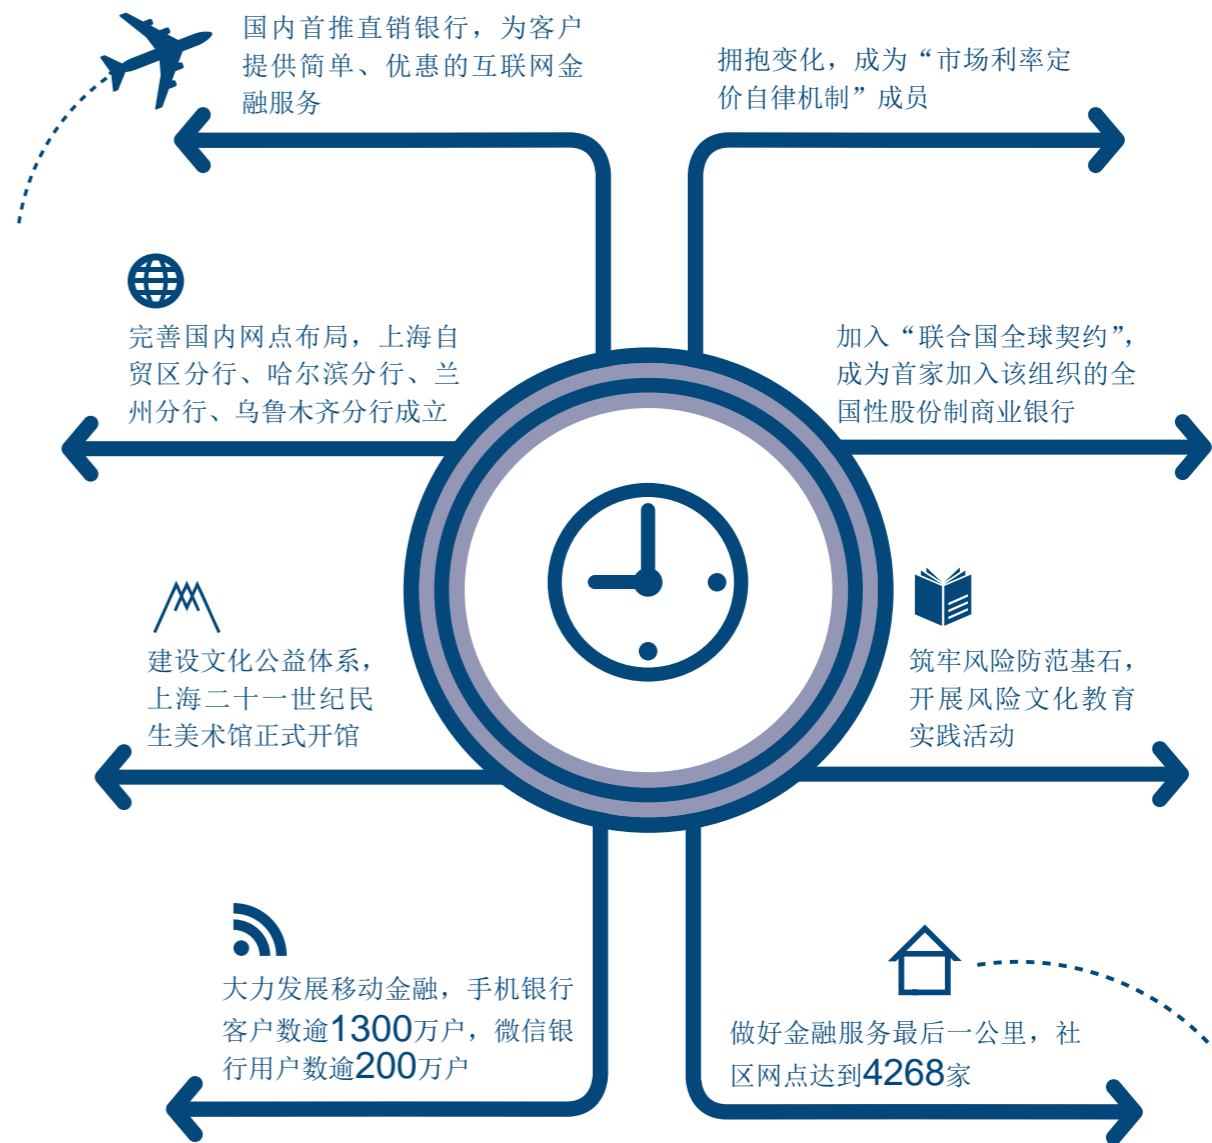 国内首推直销银行，为客户
提供简单、优惠的互联网金
融服务
拥抱变化，成为“市场利率定
价自律机制”成员
完善国内网点布局，上海自
贸区分行、哈尔滨分行、兰
州分行、乌鲁木齐分行成立
加入“联合国全球契约”，
成为首家加入该组织的全
国性股份制商业银行
建设文化公益体系，
上海二十一世纪民
生美术馆正式开馆
筑牢风险防范基石，
开展风险文化教育
实践活动
大力发展移动金融，手机银行
客户数逾1300万户，微信银
行用户数逾200万户
做好金融服务最后一公里，社
区网点达到4268家